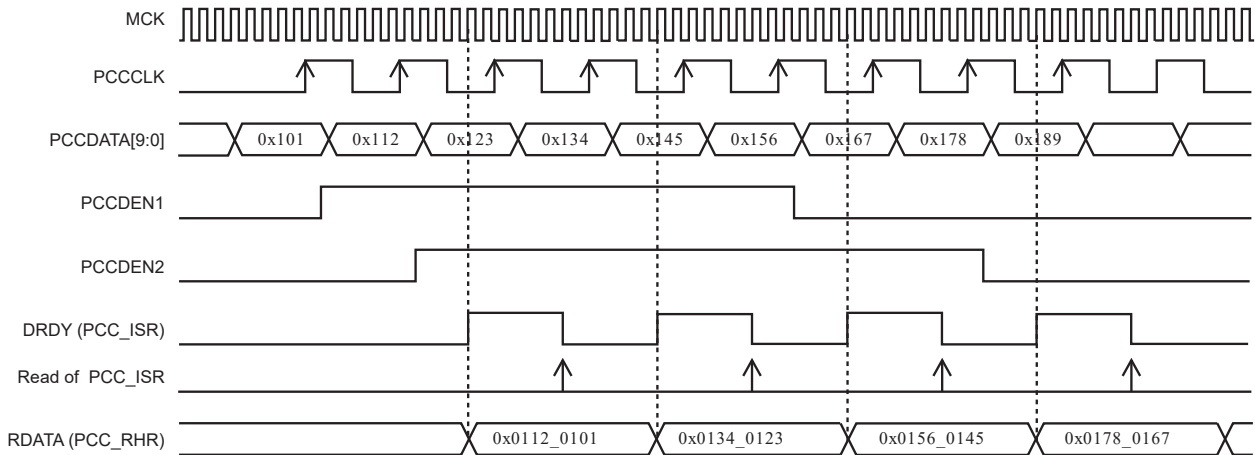 MCK
PCCCLK
PCCDATA[9:0] 0x101 0x112 0x123 0x134 0x145 0x156 0x167 0x178 0x189
PCCDEN1
PCCDEN2
DRDY (PCC_ISR)
Read of PCC_ISR
RDATA (PCC_RHR) 0x0112_0101 0x0134_0123 0x0156_0145 0x0178_0167